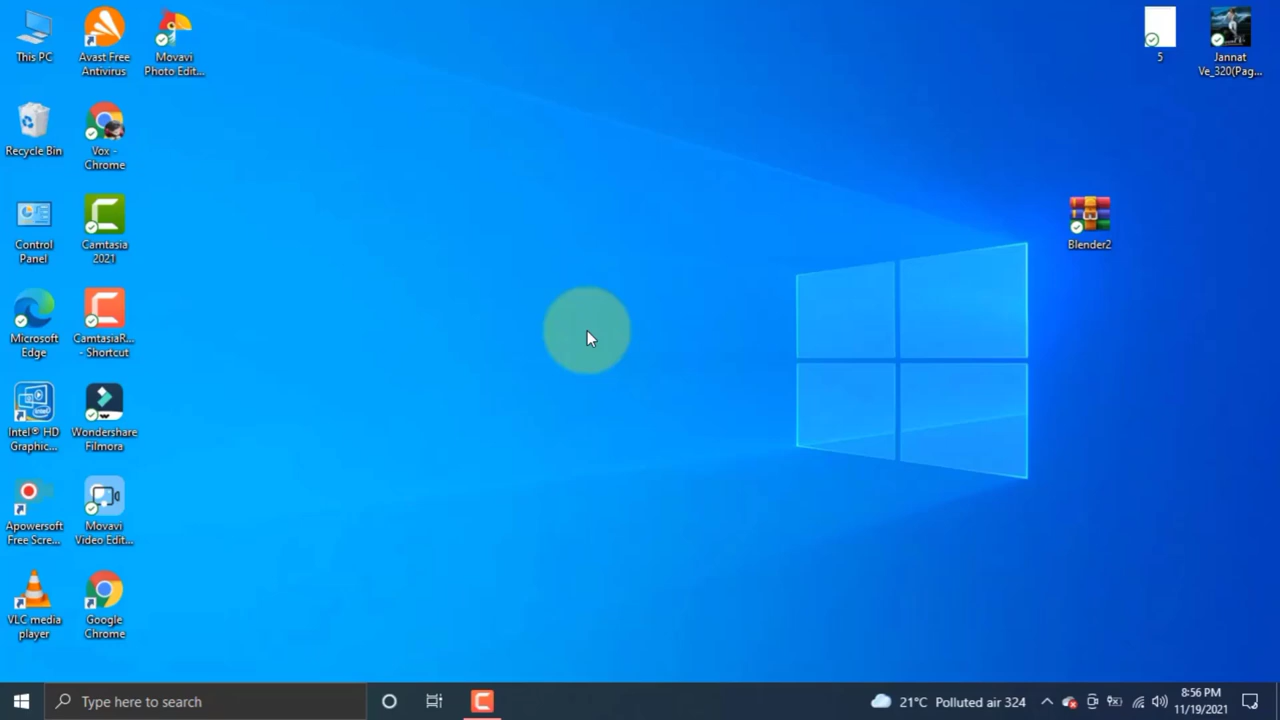 This PC
Avast Free
Antivirus
Movavi
Photo Edit...
5
Jannat
Ve_320(Pag...
Recycle Bin
Vox -
Chrome
Control
Panel
Camtasia
2021
Blender2
Microsoft
Edge
CamtasiaR...
- Shortcut
Intel® HD
Graphic...
Wondershare
Filmora
Apowersoft
Free Scre...
Movavi
Video Edit...
VLC media
player
Google
Chrome
Type here to search
21°C Polluted air 324
8:56 PM
11/19/2021